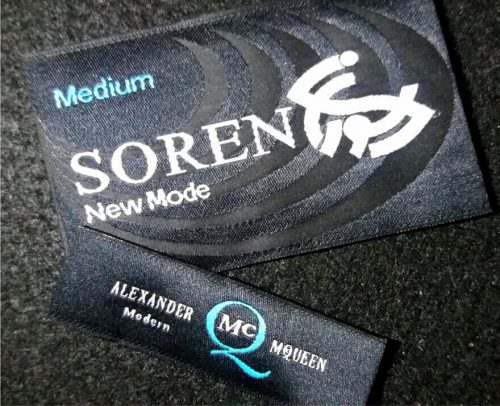 Medium
SOREN
New Mode
ALEXANDER
Modern
MC
Q
MQUEEN